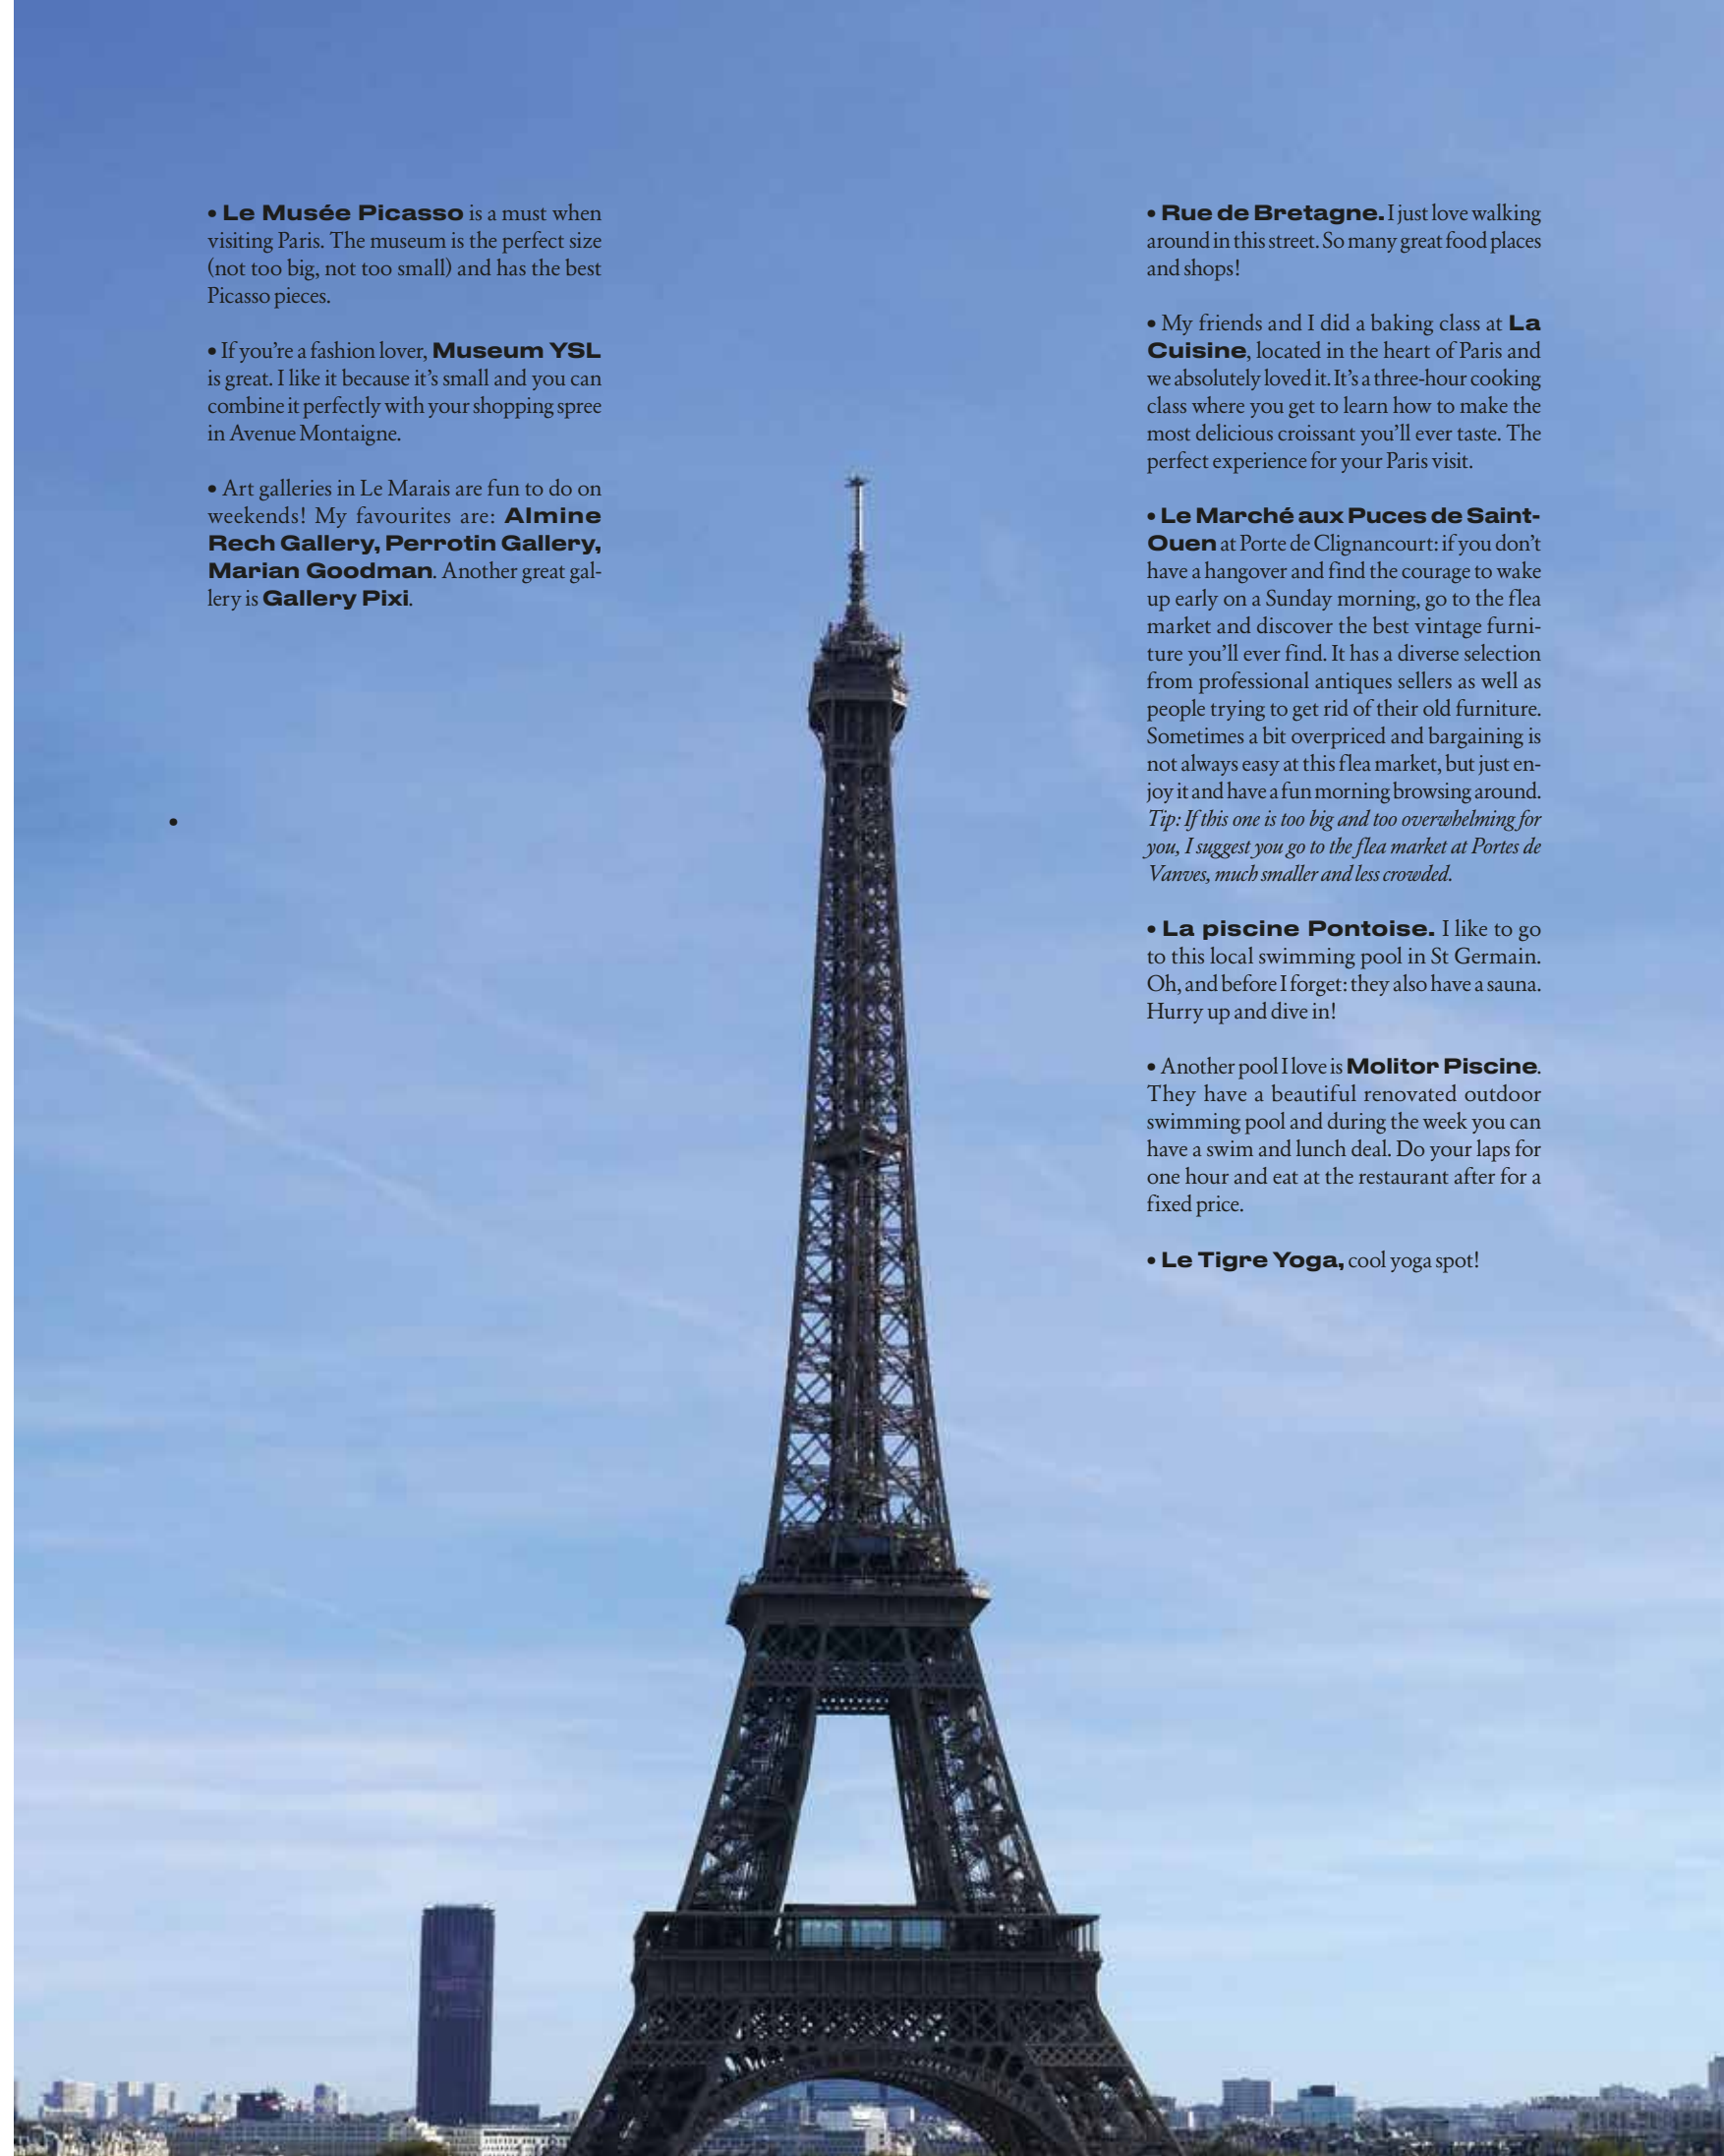 • Le Musée Picasso is a must when
visiting Paris. The museum is the perfect size
(not too big, not too small) and has the best
Picasso pieces.
• If you’re a fashion lover, Museum YSL
is great. I like it because it’s small and you can
combine it perfectly with your shopping spree
in Avenue Montaigne.
• Art galleries in Le Marais are fun to do on
weekends! My favourites are: Almine
Rech Gallery, Perrotin Gallery,
Marian Goodman. Another great gal-
lery is Gallery Pixi.
•
• Rue de Bretagne. I just love walking
around in this street. So many great food places
and shops!
• My friends and I did a baking class at La
Cuisine, located in the heart of Paris and
we absolutely loved it. It’s a three-hour cooking
class where you get to learn how to make the
most delicious croissant you’ll ever taste. The
perfect experience for your Paris visit.
• Le Marché aux Puces de Saint-
Ouen at Porte de Clignancourt: if you don’t
have a hangover and find the courage to wake
up early on a Sunday morning, go to the flea
market and discover the best vintage furni-
ture you’ll ever find. It has a diverse selection
from professional antiques sellers as well as
people trying to get rid of their old furniture.
Sometimes a bit overpriced and bargaining is
not always easy at this flea market, but just en-
joy it and have a fun morning browsing around.
Tip: If this one is too big and too overwhelming for
you, I suggest you go to the flea market at Portes de
Vanves, much smaller and less crowded.
• La piscine Pontoise. I like to go
to this local swimming pool in St Germain.
Oh, and before I forget: they also have a sauna.
Hurry up and dive in!
• Another pool I love is Molitor Piscine.
They have a beautiful renovated outdoor
swimming pool and during the week you can
have a swim and lunch deal. Do your laps for
one hour and eat at the restaurant after for a
fixed price.
• Le Tigre Yoga, cool yoga spot!